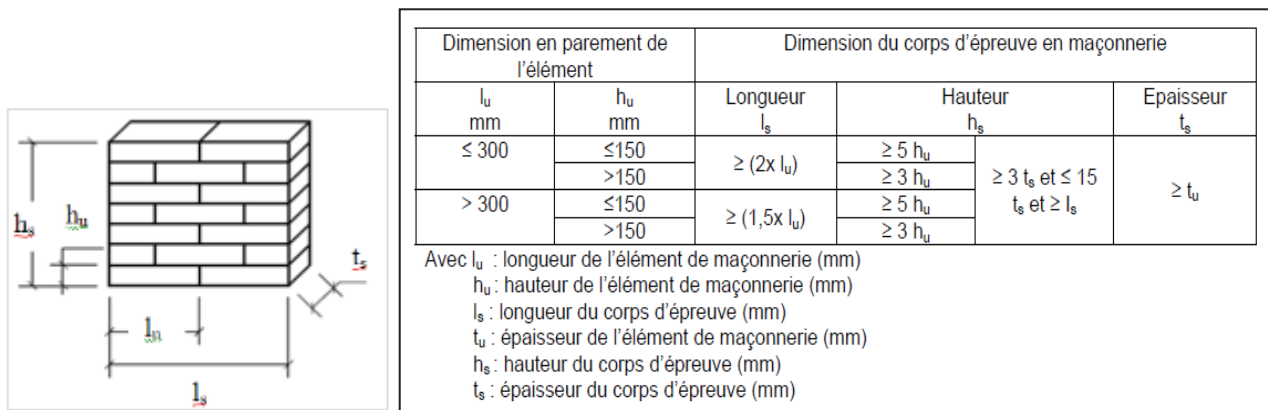 hₛ
hᵤ
tₛ
lᵤ
lₛ
Dimension en parement de
l'élément
Dimension du corps d'épreuve en maçonnerie
lᵤ
mm
hᵤ
mm
Longueur
lₛ
Hauteur
hₛ
Epaisseur
tₛ
≤ 300
≤150
≥ (2x lᵤ)
≥ 5 hᵤ
≥ 3 tₛ et ≤ 15
tₛ et ≥ lₛ
≥ tᵤ
>150
≥ 3 hᵤ
> 300
≤150
≥ (1,5x lᵤ)
≥ 5 hᵤ
>150
≥ 3 hᵤ
Avec lᵤ : longueur de l'élément de maçonnerie (mm)
hᵤ : hauteur de l'élément de maçonnerie (mm)
lₛ : longueur du corps d'épreuve (mm)
tᵤ : épaisseur de l'élément de maçonnerie (mm)
hₛ : hauteur du corps d'épreuve (mm)
tₛ : épaisseur du corps d'épreuve (mm)